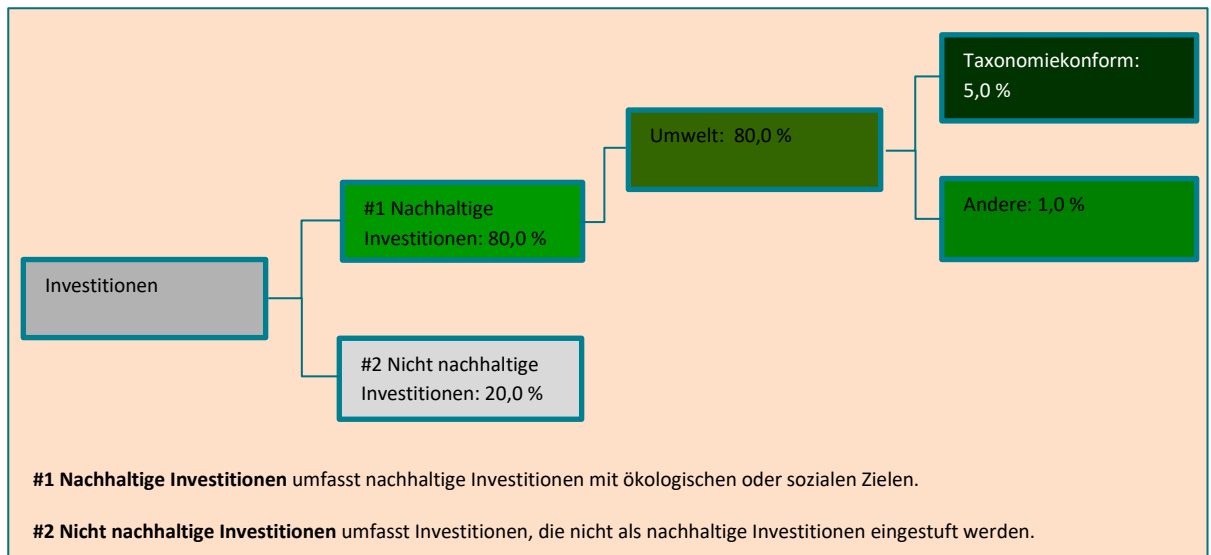 Taxonomiekonform:
5,0 %
Umwelt: 80,0 %
#1 Nachhaltige
Investitionen: 80,0 %
Andere: 1,0 %
Investitionen
#2 Nicht nachhaltige
Investitionen: 20,0 %
#1 Nachhaltige Investitionen umfasst nachhaltige Investitionen mit ökologischen oder sozialen Zielen.
#2 Nicht nachhaltige Investitionen umfasst Investitionen, die nicht als nachhaltige Investitionen eingestuft werden.